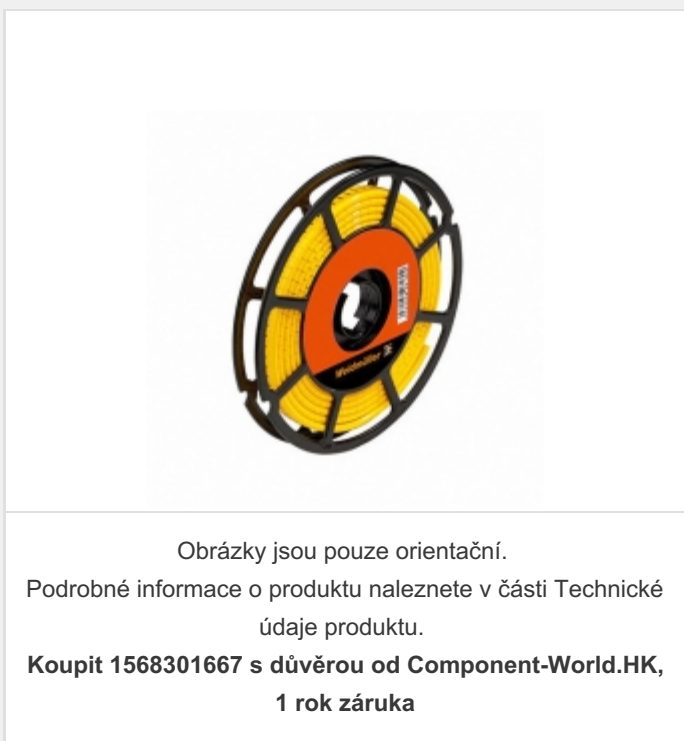 Weidmüller
Obrázky jsou pouze orientační.
Podrobné informace o produktu naleznete v části Technické
údaje produktu.
Koupit 1568301667 s důvěrou od Component-World.HK,
1 rok záruka